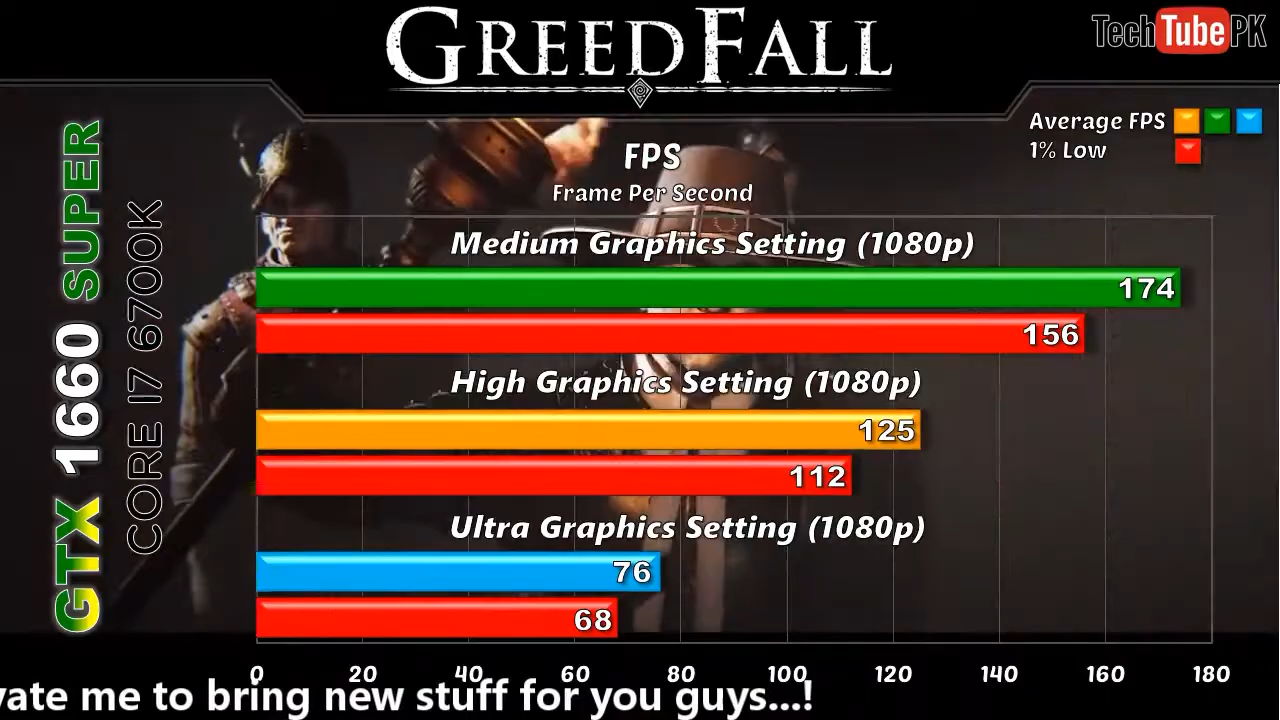 GREEDFALL
TechTubePK
Average FPS
1% Low
FPS
Frame Per Second
GTX 1660 SUPER
CORE I7 6700K
Medium Graphics Setting (1080p)
174
156
High Graphics Setting (1080p)
125
112
Ultra Graphics Setting (1080p)
76
68
0 20 40 60 80 100 120 140 160 180
me to bring new stuff for you guys...!